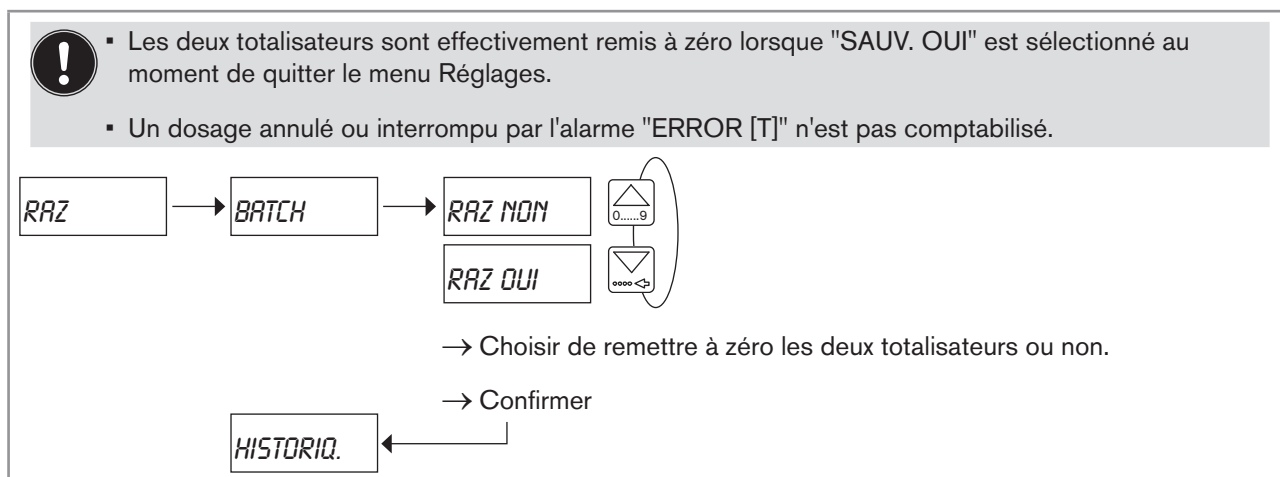 ▪ Les deux totalisateurs sont effectivement remis à zéro lorsque "SAUV. OUI" est sélectionné au
moment de quitter le menu Réglages.
▪ Un dosage annulé ou interrompu par l'alarme "ERROR [T]" n'est pas comptabilisé.
RAZ
BATCH
RAZ NON
0......9
RAZ OUI
→ Choisir de remettre à zéro les deux totalisateurs ou non.
→ Confirmer
HISTORIQ.